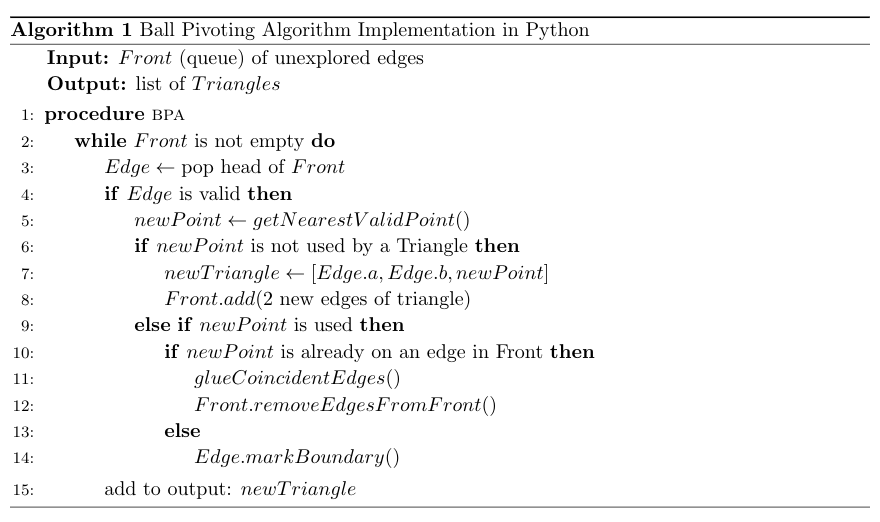 Algorithm 1 Ball Pivoting Algorithm Implementation in Python
Input: Front (queue) of unexplored edges
Output: list of Triangles
1: procedure BPA
2: while Front is not empty do
3: Edge ← pop head of Front
4: if Edge is valid then
5: newPoint ← getNearestValidPoint()
6: if newPoint is not used by a Triangle then
7: newTriangle ← [Edge.a, Edge.b, newPoint]
8: Front.add(2 new edges of triangle)
9: else if newPoint is used then
10: if newPoint is already on an edge in Front then
11: glueCoincidentEdges()
12: Front.removeEdgesFromFront()
13: else
14: Edge.markBoundary()
15: add to output: newTriangle